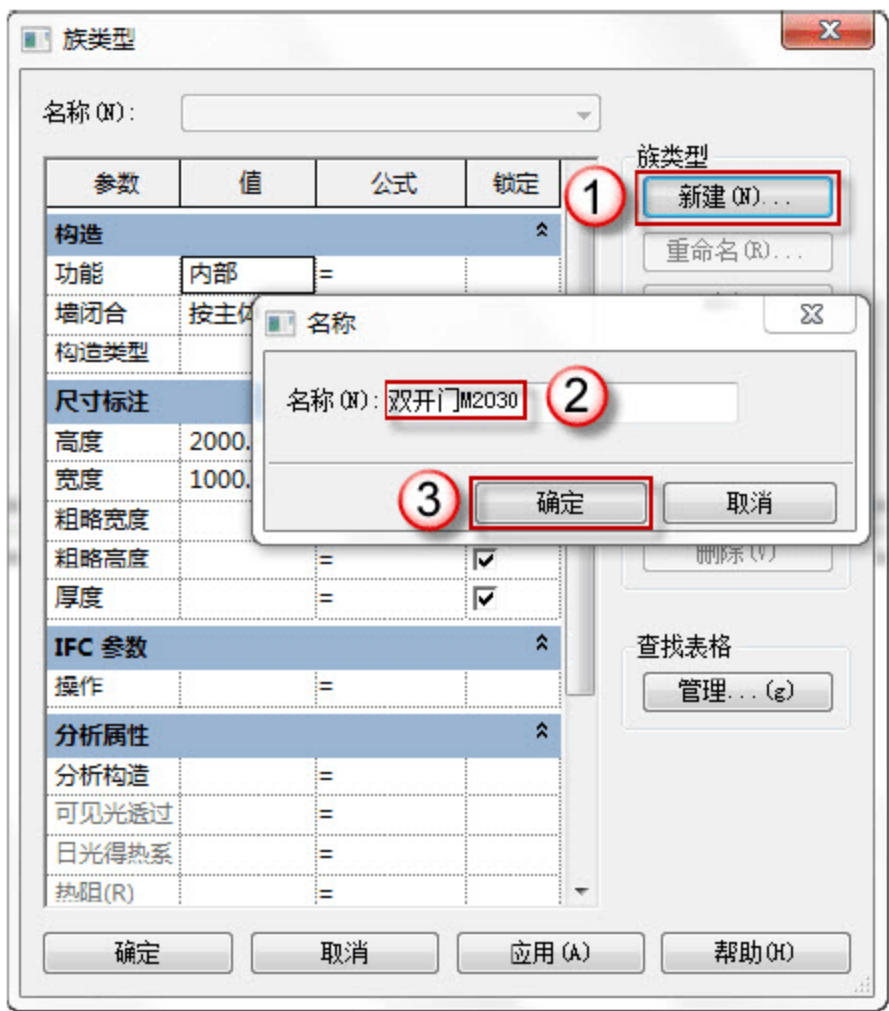 族类型
名称(N):
参数 值 公式 锁定
族类型
① 新建(N)...
重命名(R)...
构造
功能 内部 =
墙闭合 按主体
构造类型
名称
名称(N): 双开门M2030 ②
③ 确定 取消
尺寸标注
高度 2000.
宽度 1000.
粗略宽度
粗略高度 =
厚度 =
删除(V)
IFC 参数
操作 =
查找表格
管理...(g)
分析属性
分析构造 =
可见光透过 =
日光得热系 =
热阻(R) =
确定 取消 应用(A) 帮助(H)